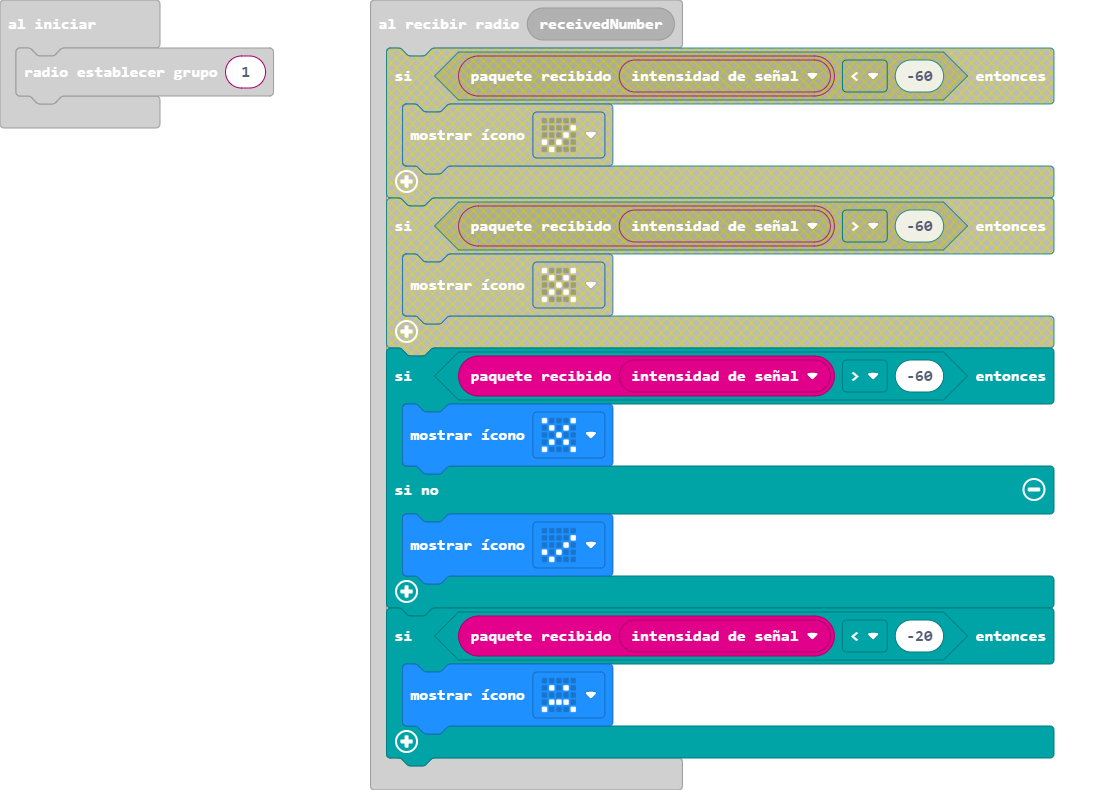 al iniciar
radio establecer grupo 1
al recibir radio receivedNumber
si paquete recibido intensidad de señal < -60 entonces
mostrar ícono
si paquete recibido intensidad de señal > -60 entonces
mostrar ícono
si paquete recibido intensidad de señal > -60 entonces
mostrar ícono
si no
mostrar ícono
si paquete recibido intensidad de señal < -20 entonces
mostrar ícono